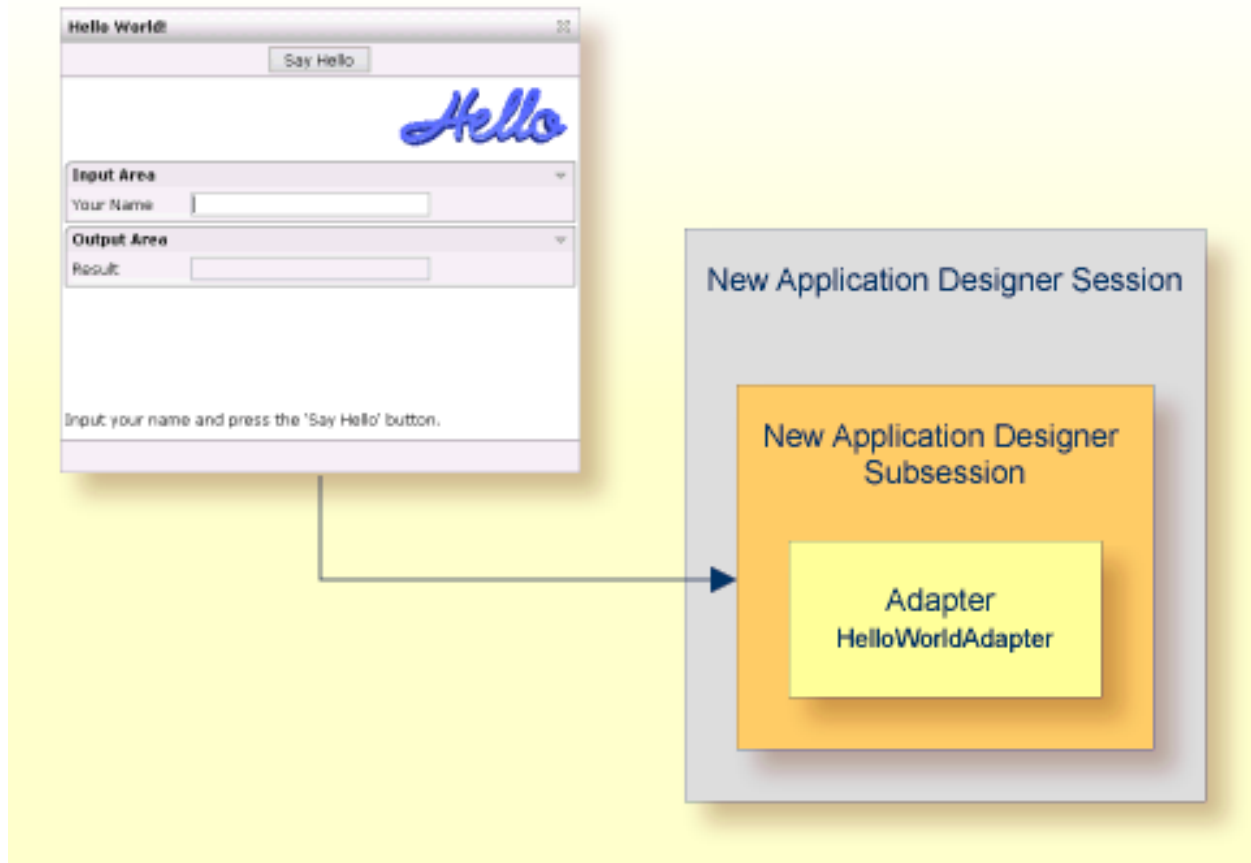 Hello World!
Say Hello
Hello
Input Area
Your Name
Output Area
Result
Input your name and press the 'Say Hello' button.
New Application Designer Session
New Application Designer
Subsession
Adapter
HelloWorldAdapter